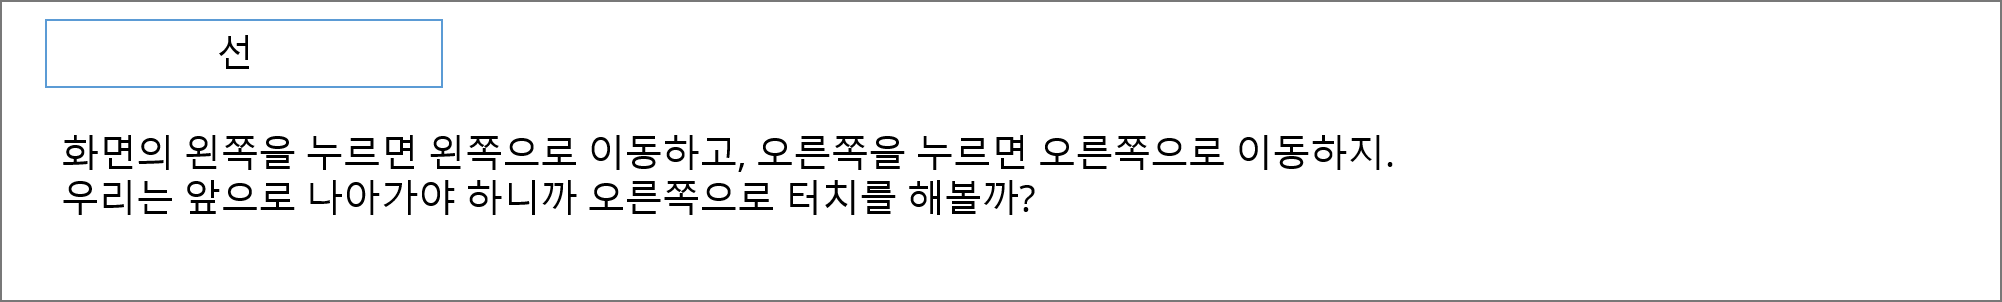 선
화면의 왼쪽을 누르면 왼쪽으로 이동하고, 오른쪽을 누르면 오른쪽으로 이동하지.
우리는 앞으로 나아가야 하니까 오른쪽으로 터치를 해볼까?